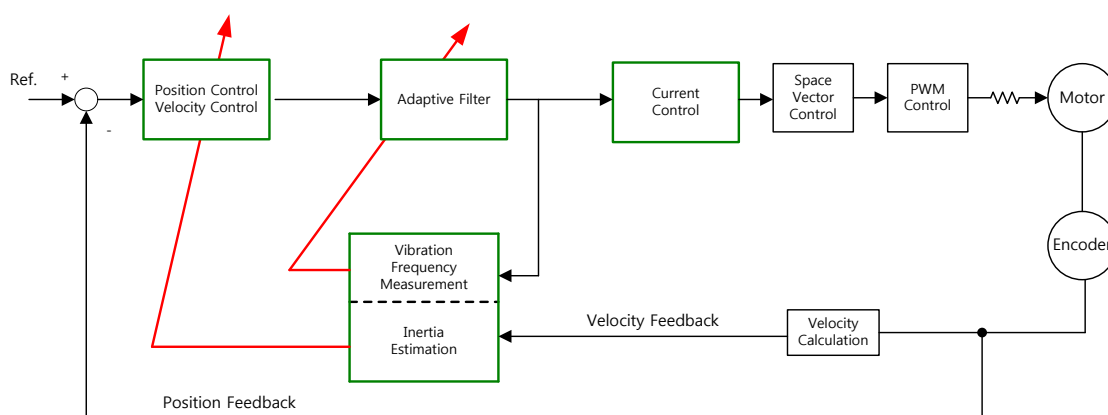 Ref.
+
-
Position Control
Velocity Control
Adaptive Filter
Current
Control
Space
Vector
Control
PWM
Control
Motor
Encoder
Vibration
Frequency
Measurement
Inertia
Estimation
Velocity Feedback
Velocity
Calculation
Position Feedback